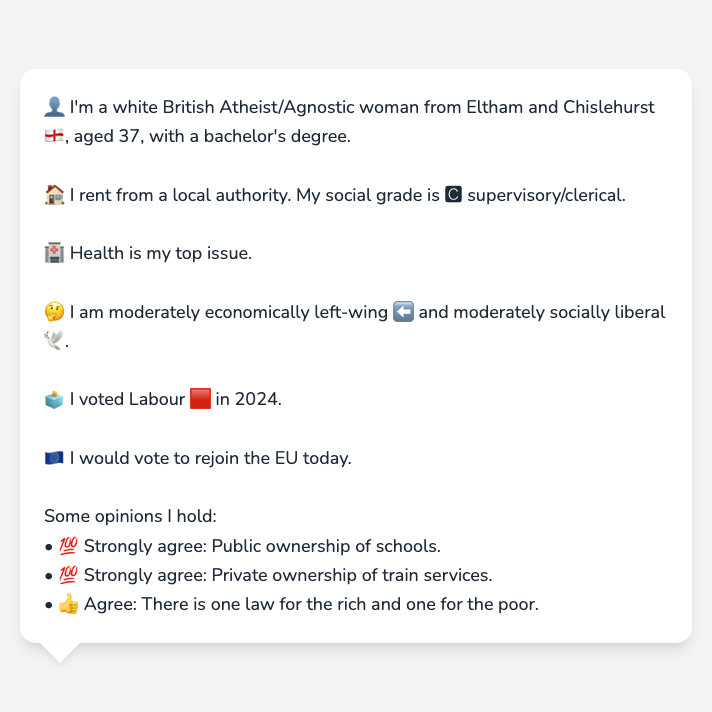 👤 I'm a white British Atheist/Agnostic woman from Eltham and Chislehurst
🏴󠁧󠁢󠁥󠁮󠁧󠁿, aged 37, with a bachelor's degree.
🏠 I rent from a local authority. My social grade is 🅲 supervisory/clerical.
🏥 Health is my top issue.
🤔 I am moderately economically left-wing ⬅️ and moderately socially liberal
🕊️.
🗳️ I voted Labour 🟥 in 2024.
🇪🇺 I would vote to rejoin the EU today.
Some opinions I hold:
• 💯 Strongly agree: Public ownership of schools.
• 💯 Strongly agree: Private ownership of train services.
• 👍 Agree: There is one law for the rich and one for the poor.